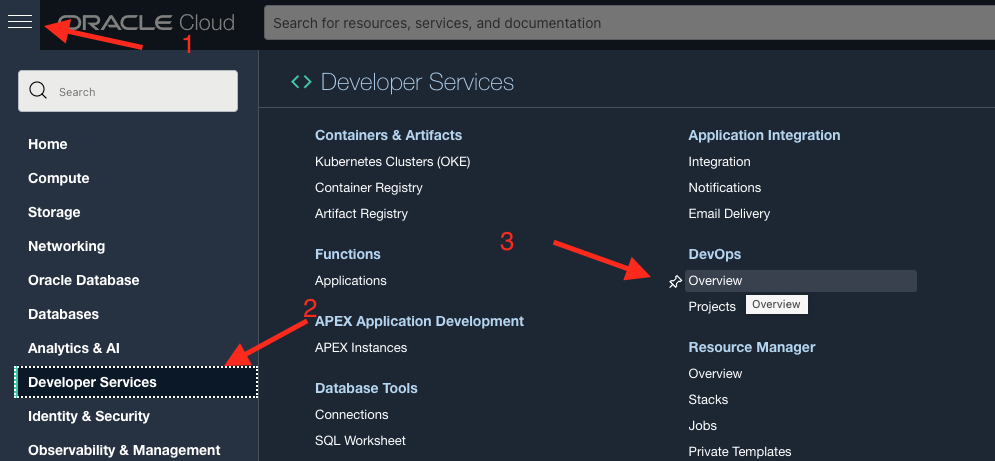 ORACLE Cloud
Search for resources, services, and documentation
1
Search
Home
Compute
Storage
Networking
Oracle Database
Databases
Analytics & AI
2
Developer Services
Identity & Security
Observability & Management
Developer Services
Containers & Artifacts
Kubernetes Clusters (OKE)
Container Registry
Artifact Registry
Functions
Applications
APEX Application Development
APEX Instances
Database Tools
Connections
SQL Worksheet
Application Integration
Integration
Notifications
Email Delivery
3
DevOps
Overview
Projects
Overview
Resource Manager
Overview
Stacks
Jobs
Private Templates